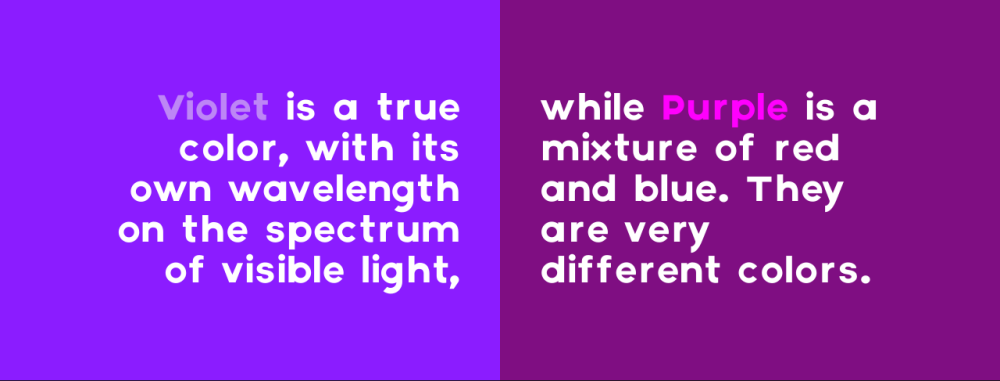 Violet is a true
color, with its
own wavelength
on the spectrum
of visible light,
while Purple is a
mixture of red
and blue. They
are very
different colors.